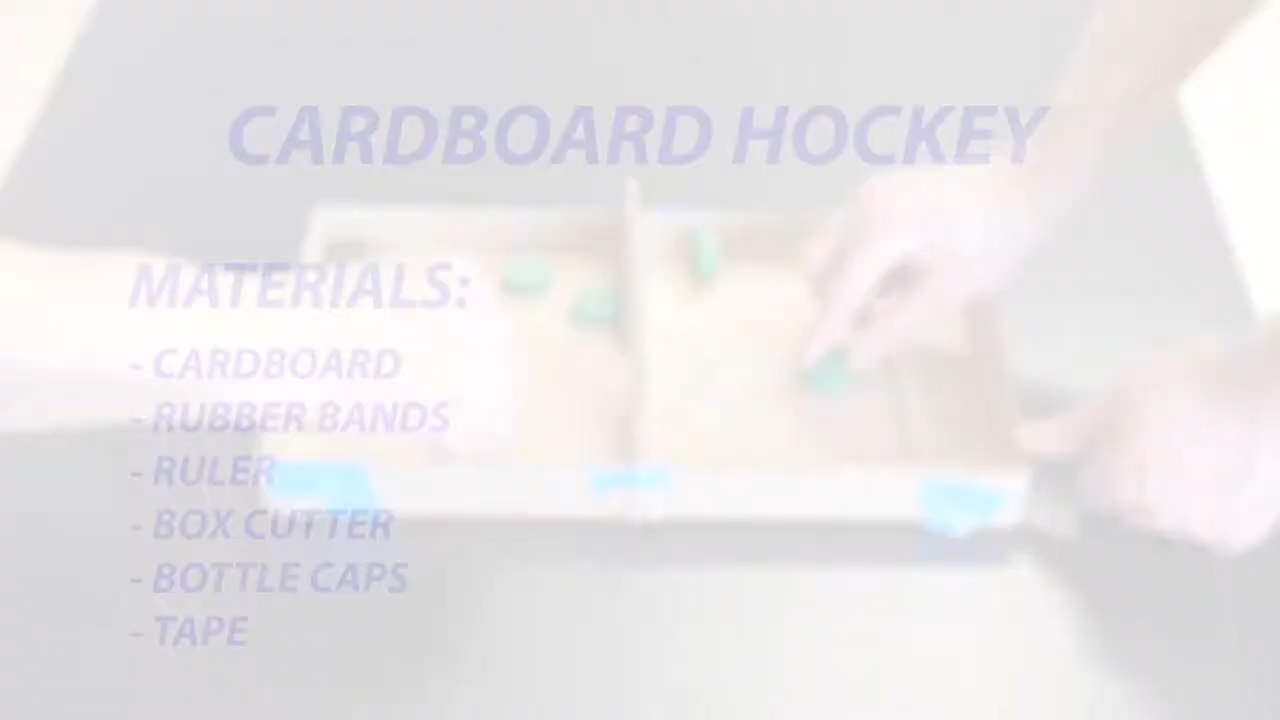 CARDBOARD HOCKEY
MATERIALS:
- CARDBOARD
- RUBBER BANDS
- RULER
- BOX CUTTER
- BOTTLE CAPS
- TAPE